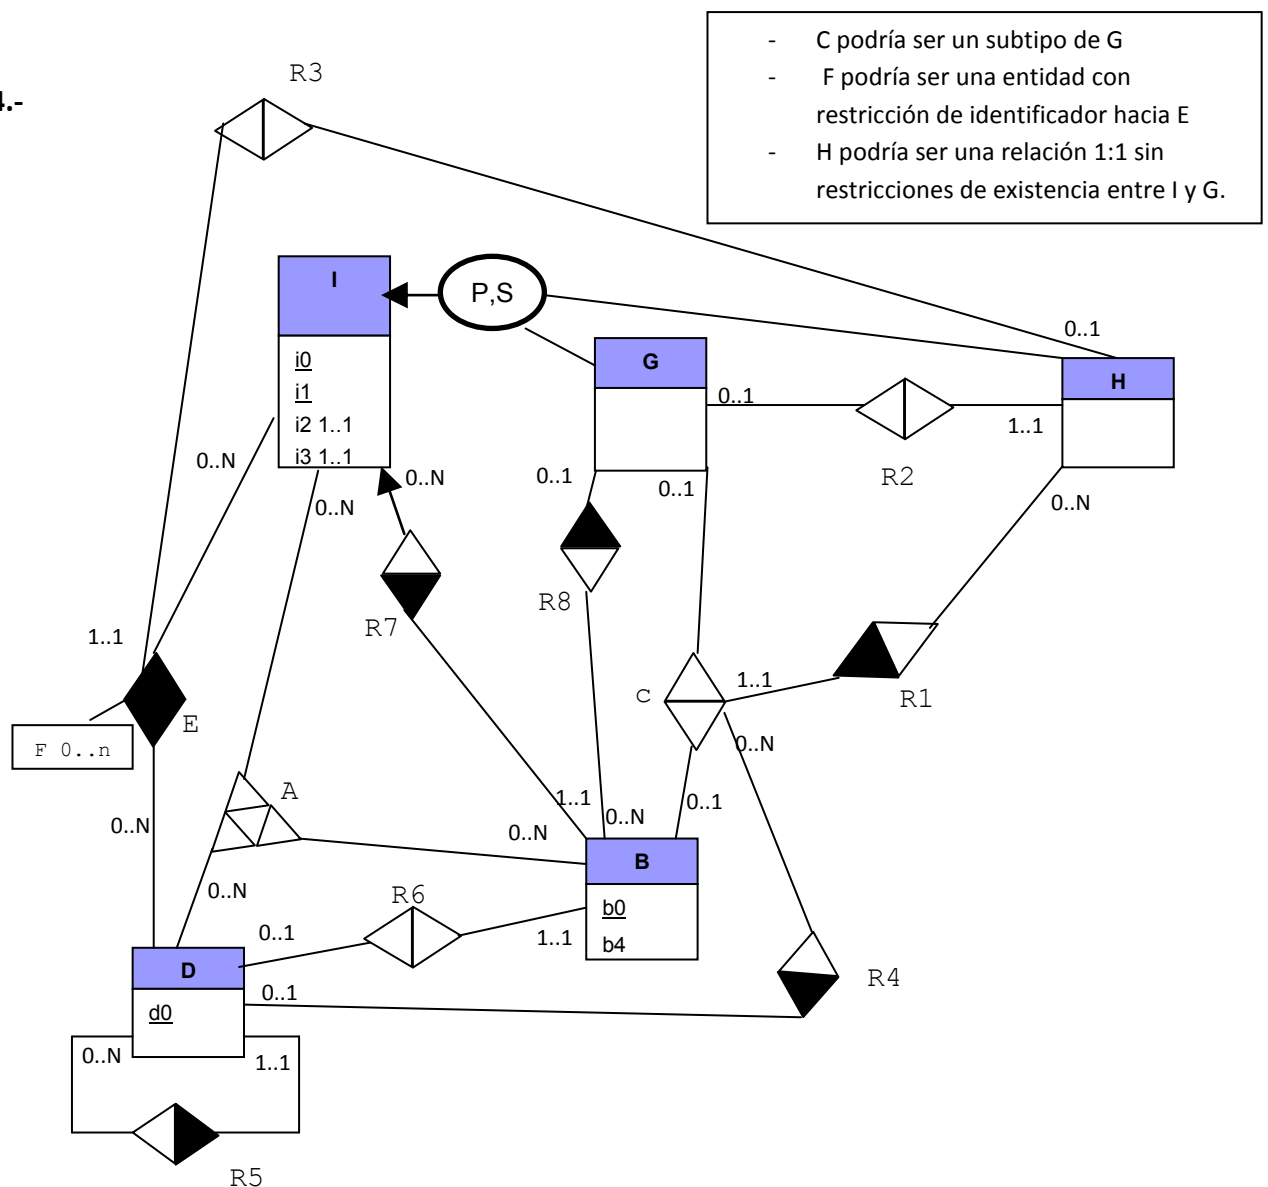 - C podría ser un subtipo de G
- F podría ser una entidad con
restricción de identificador hacia E
- H podría ser una relación 1:1 sin
restricciones de existencia entre I y G.
R3
4.-
I
P,S
i0
i1
i2 1..1
i3 1..1
G
0..1
H
0..1
1..1
R2
0..N
0..N
0..N
0..1
0..1
0..N
R7
R8
1..1
E
F 0..n
C
1..1
R1
0..N
A
0..N
0..N
1..1
0..N
0..1
B
b0
b4
0..N
R6
0..1
1..1
D
d0
0..1
R4
0..N
1..1
R5